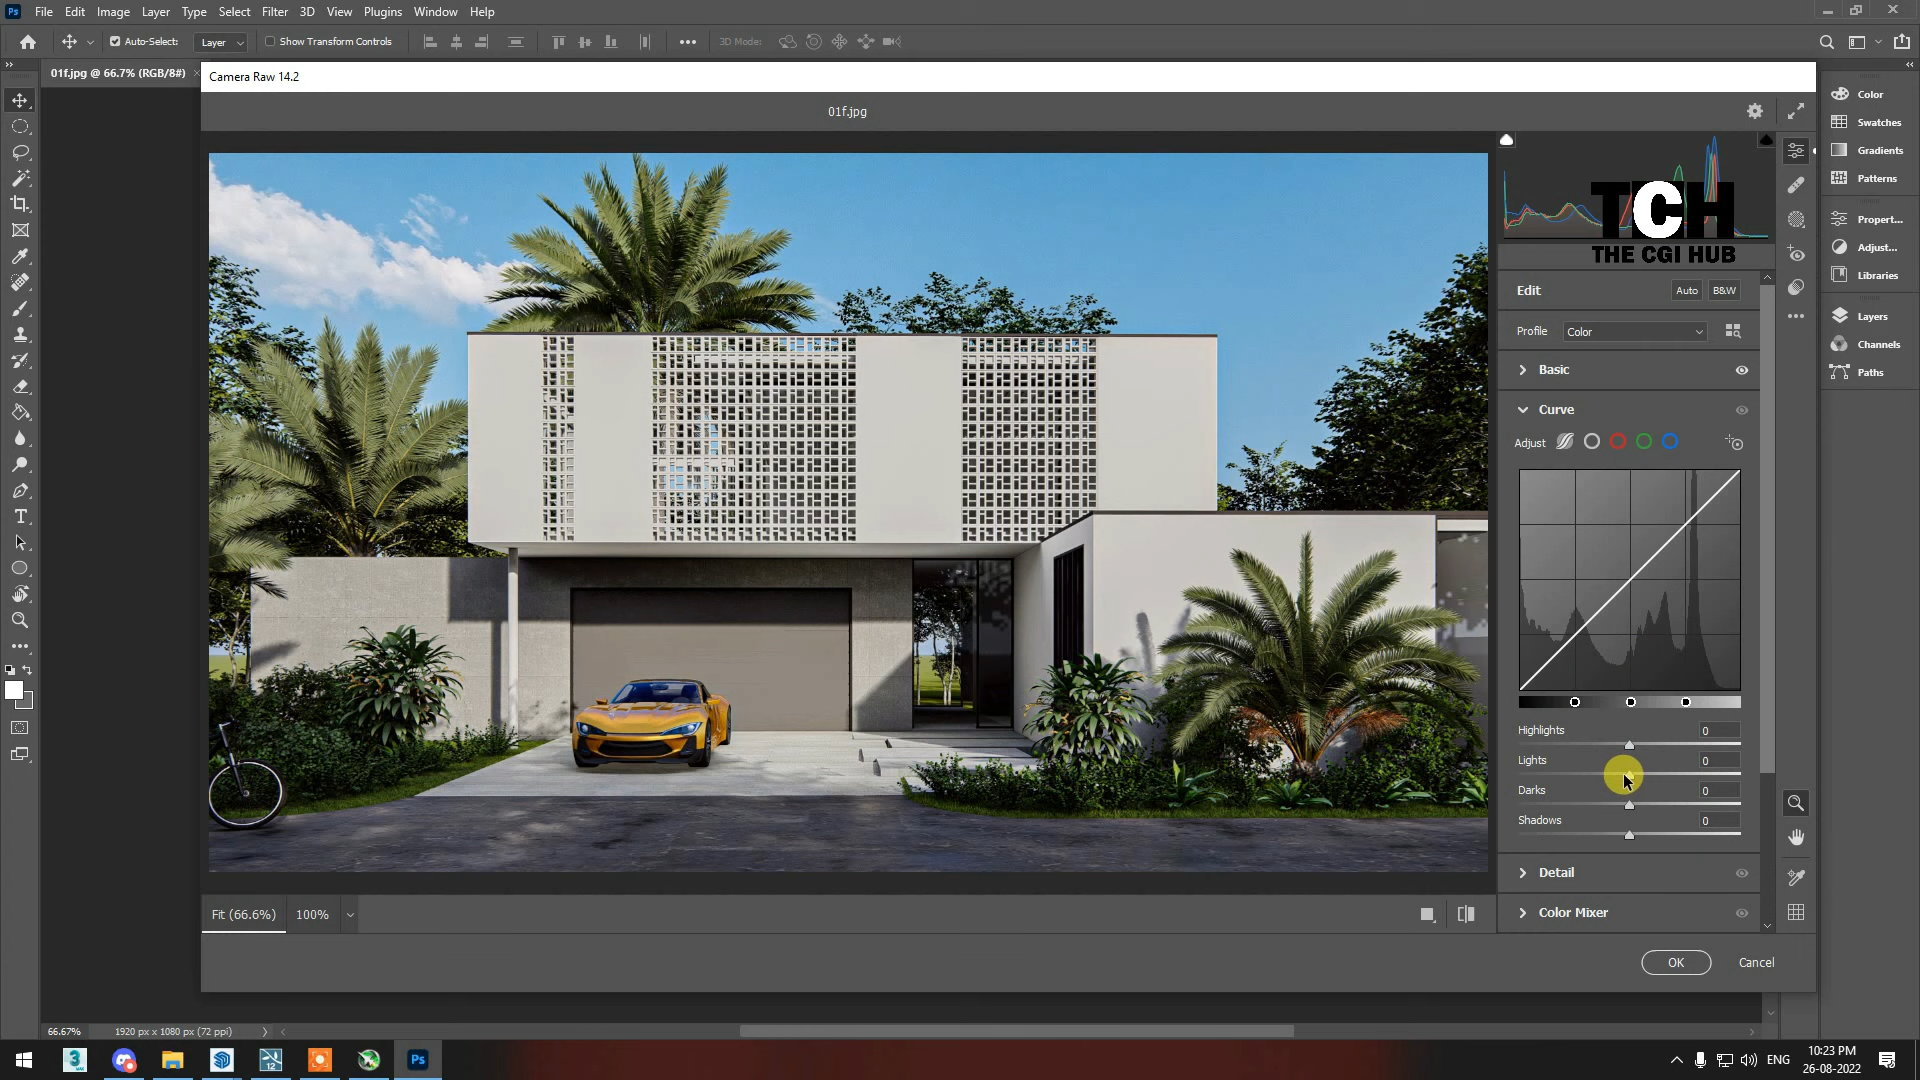 Ps File Edit Image Layer Type Select Filter 3D View Plugins Window Help
Auto-Select: Layer Show Transform Controls 3D Mode:
01f.jpg @ 66.7% (RGB/8#)
Camera Raw 14.2
01f.jpg
TCH
THE CGI HUB
Edit Auto B&W
Profile Color
Basic
Curve
Adjust
Highlights 0
Lights 0
Darks 0
Shadows 0
Detail
Color Mixer
Fit (66.6%) 100%
OK Cancel
Color
Swatches
Gradients
Patterns
Propert...
Adjust...
Libraries
Layers
Channels
Paths
66.67% 1920 px x 1080 px (72 ppi)
3 12 Ps ENG
10:23 PM
26-08-2022